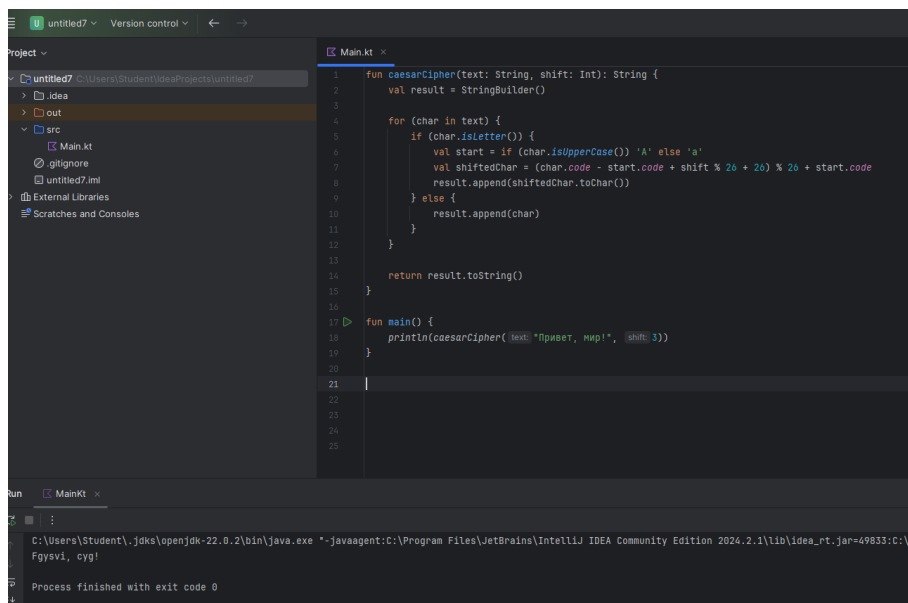 U untitled7 Version control
Project
Main.kt
untitled7 C:\Users\Student\IdeaProjects\untitled7
.idea
out
src
Main.kt
.gitignore
untitled7.iml
External Libraries
Scratches and Consoles
1 fun caesarCipher(text: String, shift: Int): String {
2 val result = StringBuilder()
3
4 for (char in text) {
5 if (char.isLetter()) {
6 val start = if (char.isUpperCase()) 'A' else 'a'
7 val shiftedChar = (char.code - start.code + shift % 26 + 26) % 26 + start.code
8 result.append(shiftedChar.toChar())
9 } else {
10 result.append(char)
11 }
12 }
13
14 return result.toString()
15 }
16
17 fun main() {
18 println(caesarCipher( text: "Привет, мир!", shift: 3))
19 }
20
21
22
23
24
25
Run MainKt
C:\Users\Student\.jdks\openjdk-22.0.2\bin\java.exe "-javaagent:C:\Program Files\JetBrains\IntelliJ IDEA Community Edition 2024.2.1\lib\idea_rt.jar=49833:C:\
Fgysvi, cyg!
Process finished with exit code 0